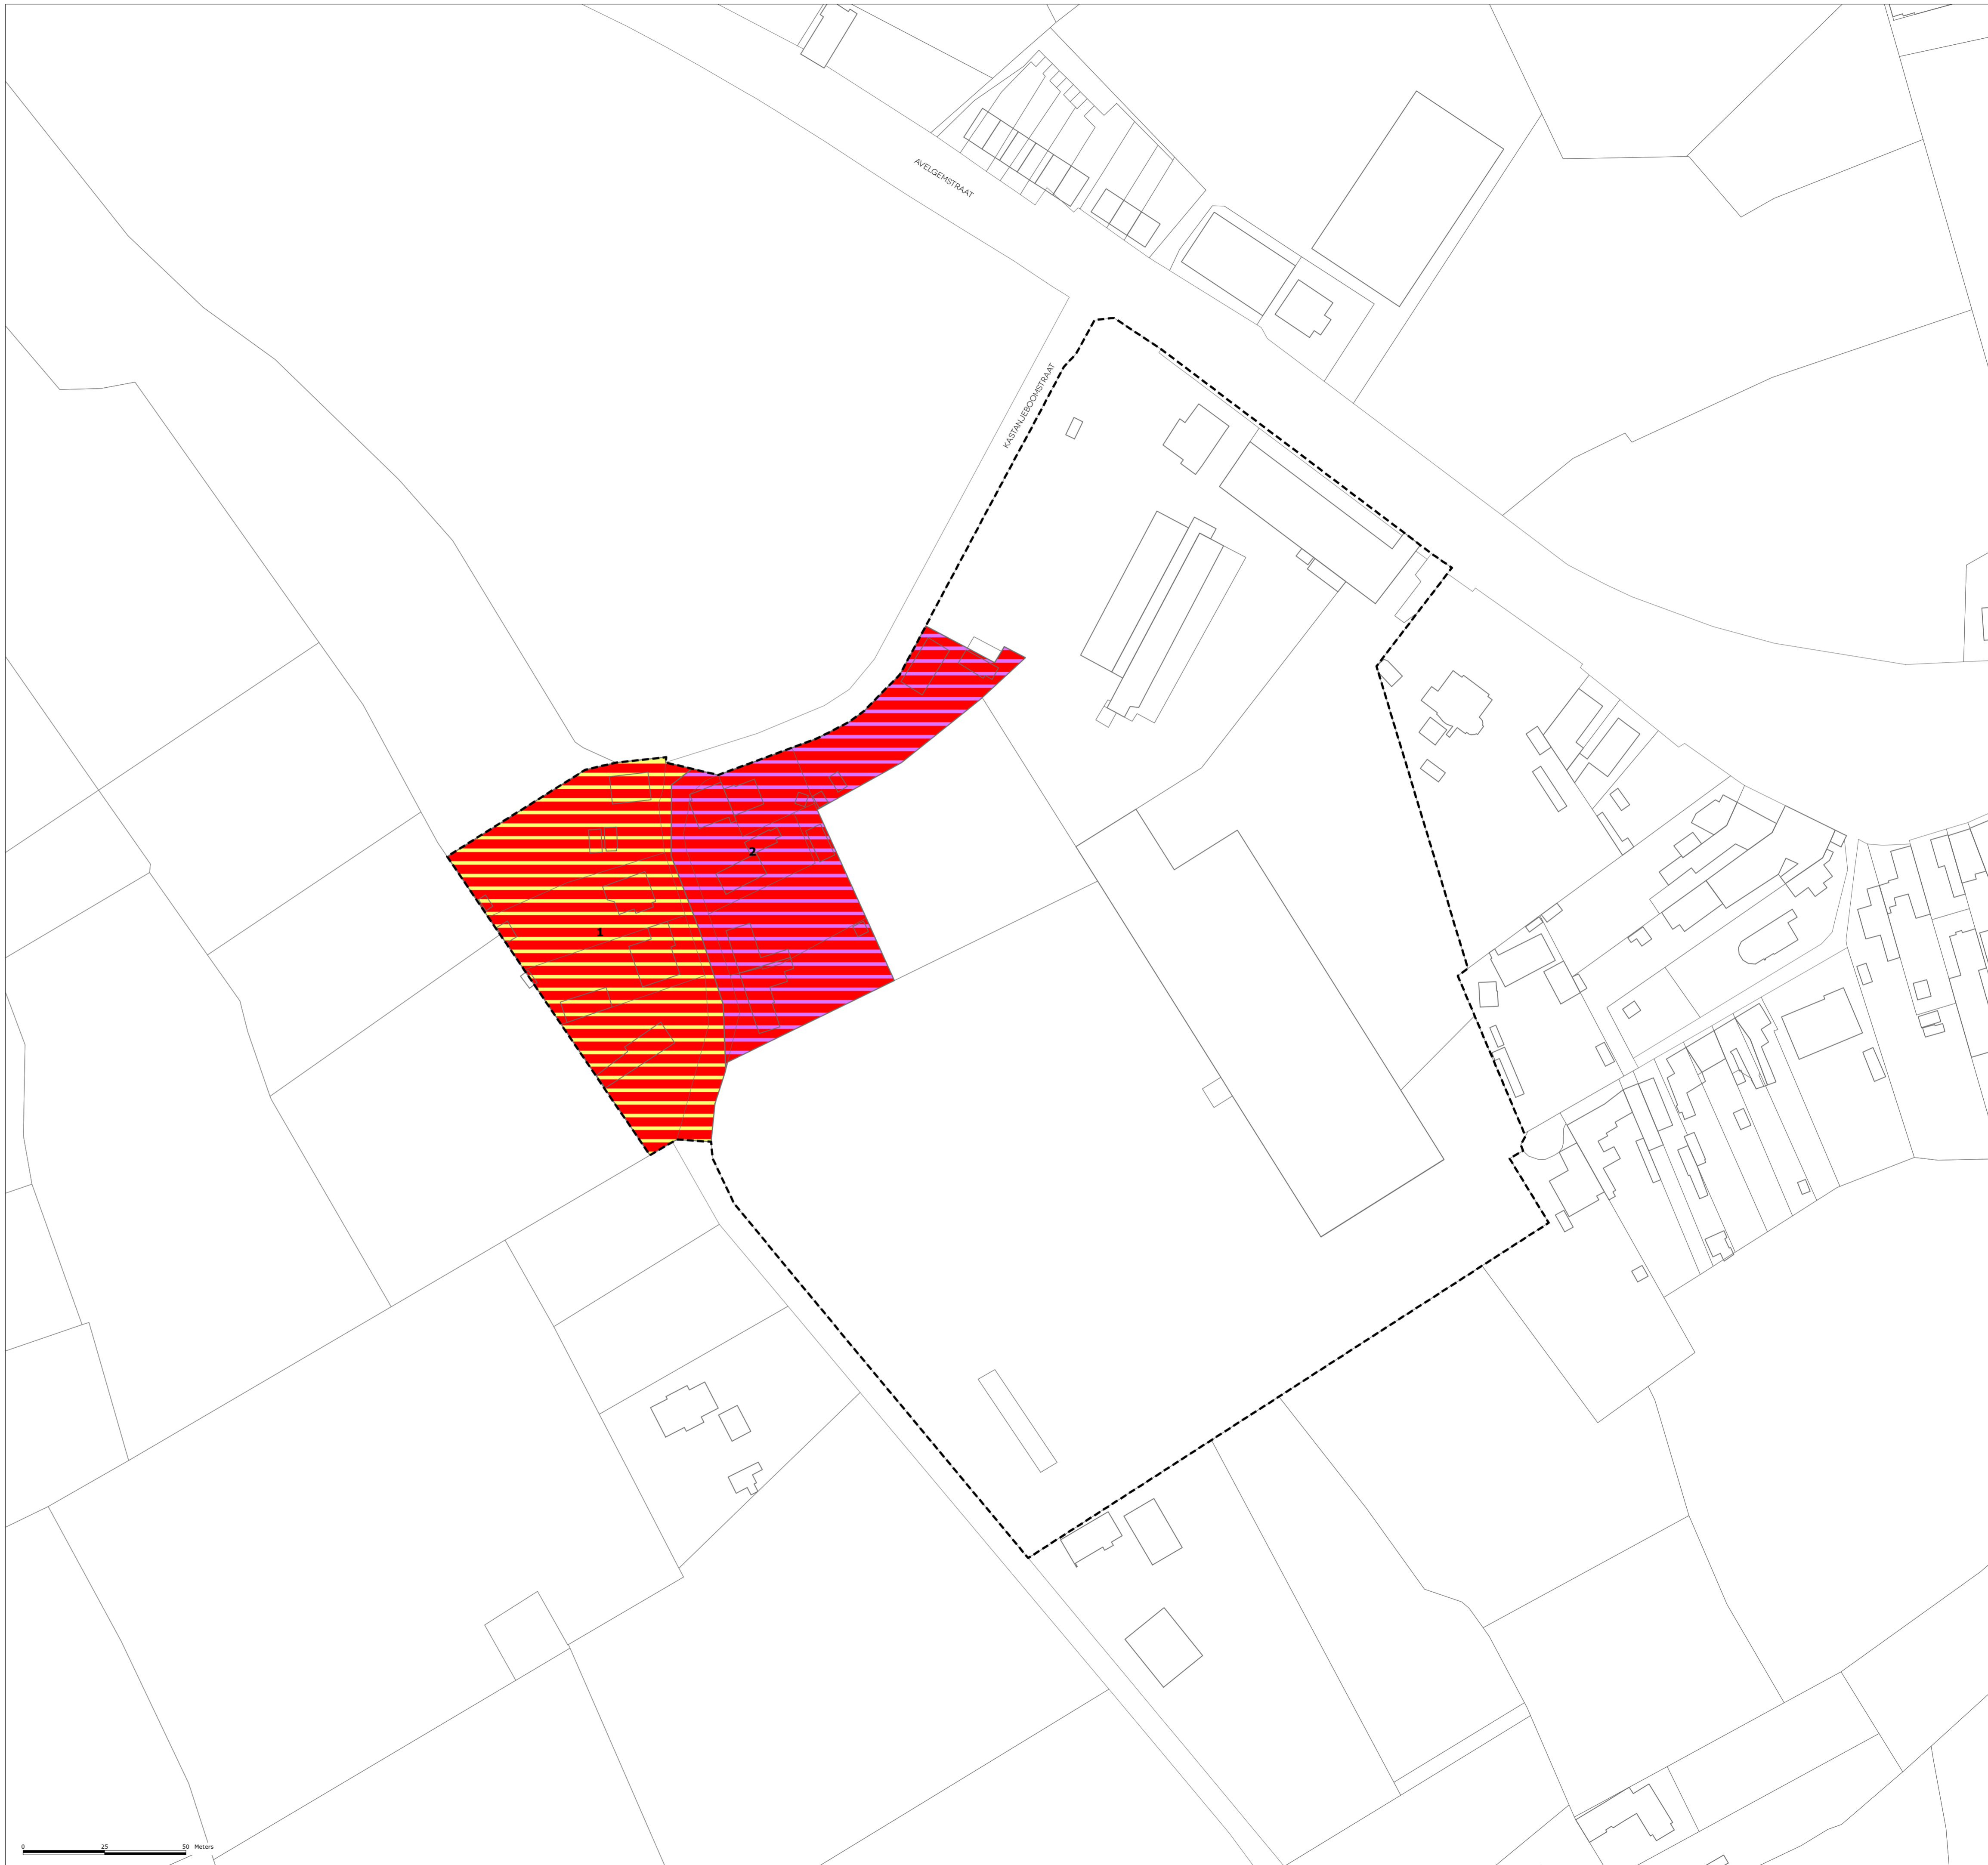 AVELGEMSTRAAT
KASTANJEBOOMSTRAAT
2
1
0 25 50 Meters